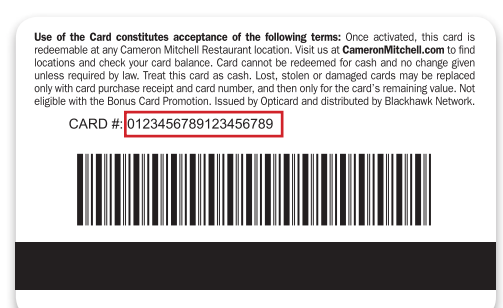 Use of the Card constitutes acceptance of the following terms: Once activated, this card is
redeemable at any Cameron Mitchell Restaurant location. Visit us at CameronMitchell.com to find
locations and check your card balance. Card cannot be redeemed for cash and no change given
unless required by law. Treat this card as cash. Lost, stolen or damaged cards may be replaced
only with card purchase receipt and card number, and then only for the card's remaining value. Not
eligible with the Bonus Card Promotion. Issued by Opticard and distributed by Blackhawk Network.
CARD #: 0123456789123456789